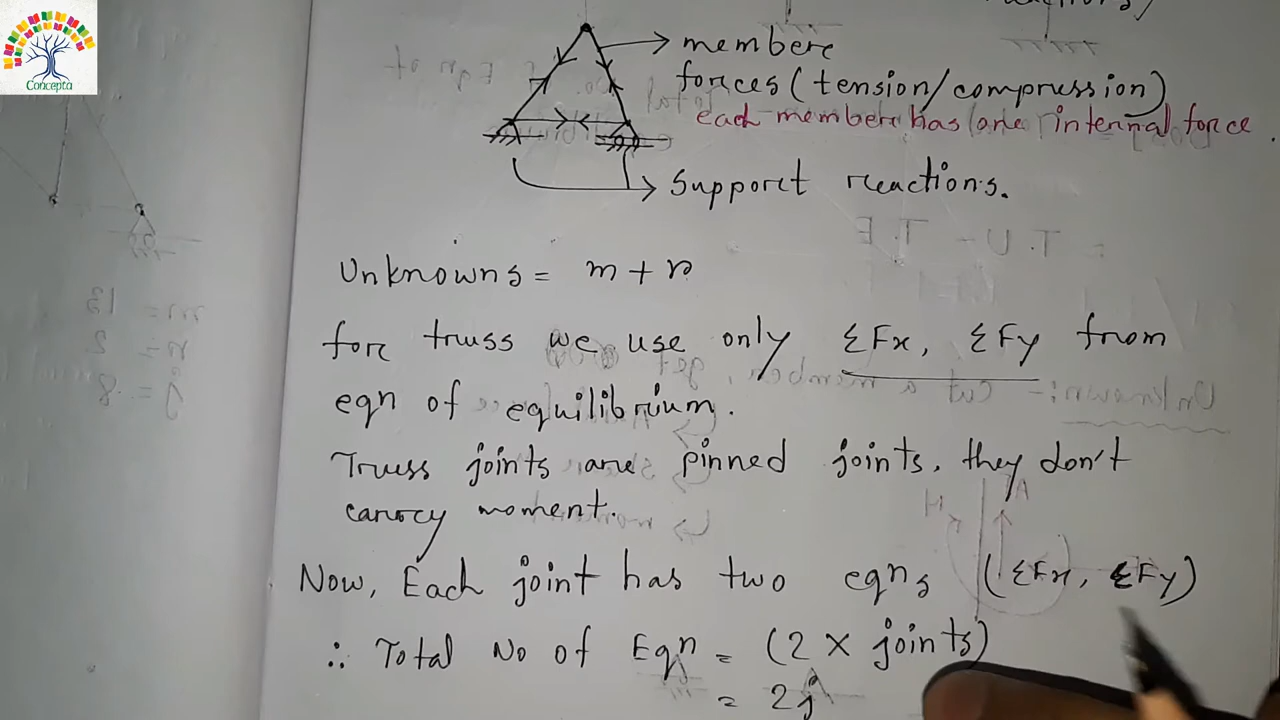 Concepta
membere
forces (tension/compression)
each membere has one internal force.
Support reactions.
Unknowns = m + r
for truss we use only ΣFx, ΣFy from
eqn of equilibrium.
Truss joints are pinned joints, they don't
carry moment.
Now, Each joint has two eqns (ΣFx, ΣFy)
∴ Total No of Eqn = (2 X joints)
= 2j